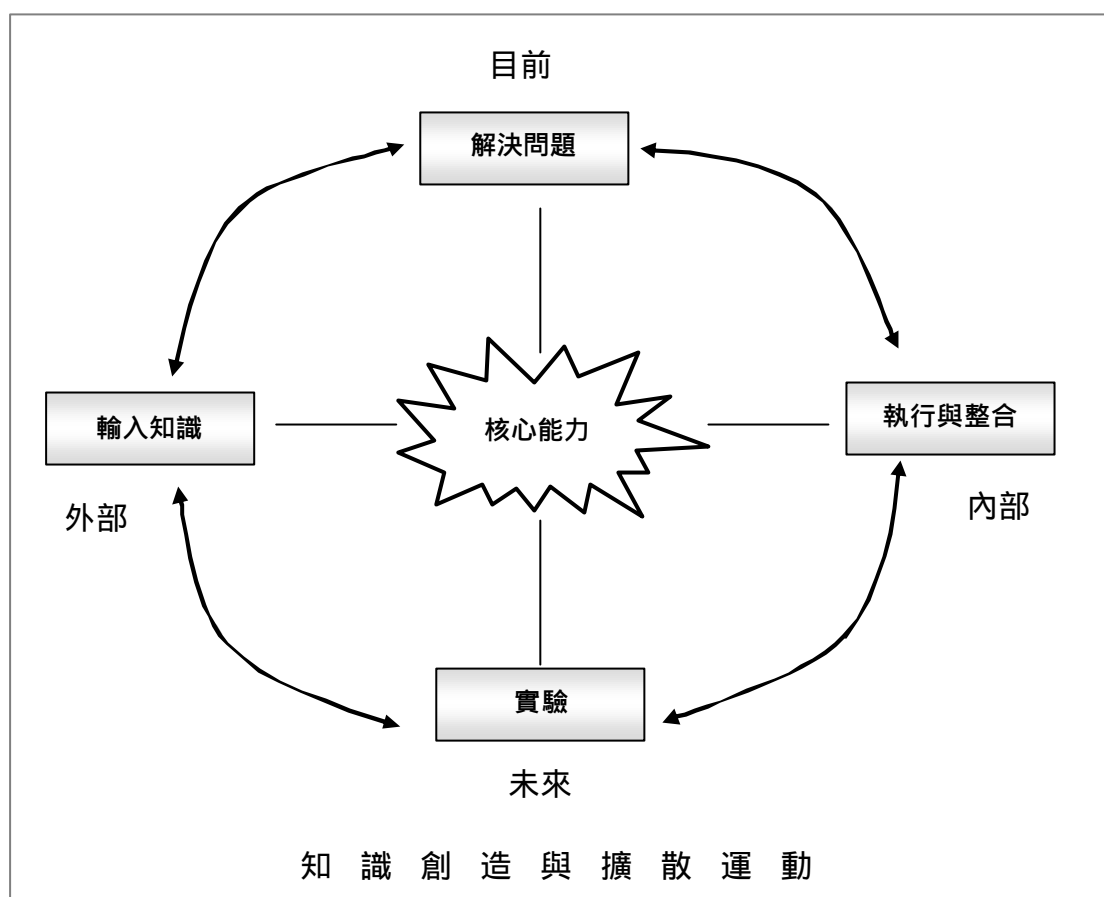 目前
解決問題
輸入知識
核心能力
執行與整合
外部
內部
實驗
未來
知識創造與擴散運動